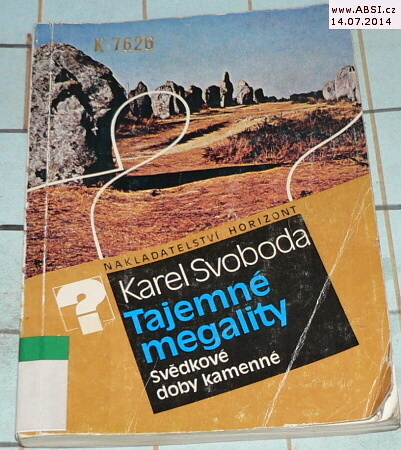 www.ABSI.cz
14.07.2014
K 7626
NAKLADATELSTVÍ HORIZONT
Karel Svoboda
Tajemné
megality
Svědkové
doby kamenné
?